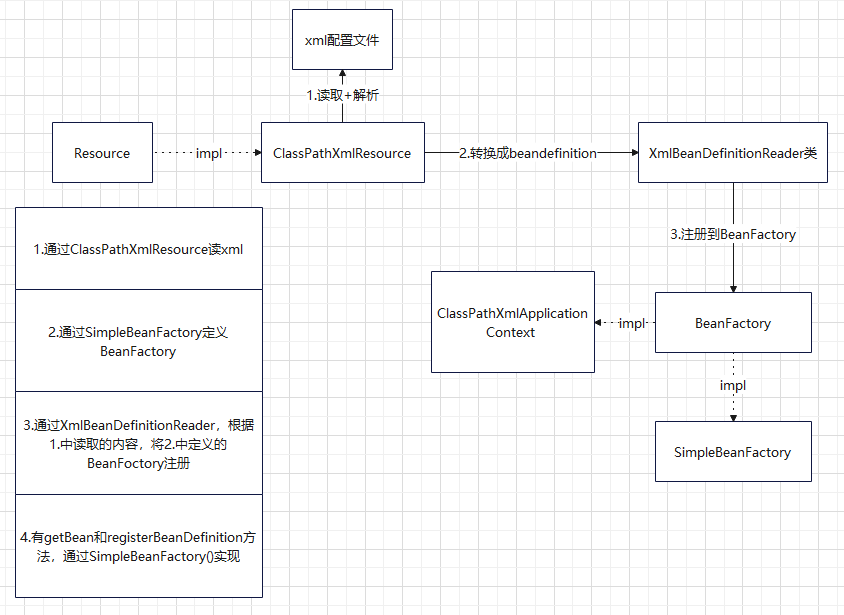 xml配置文件
1.读取+解析
Resource
impl
ClassPathXmlResource
2.转换成beandefinition
XmlBeanDefinitionReader类
3.注册到BeanFactory
1.通过ClassPathXmlResource读xml
2.通过SimpleBeanFactory定义
BeanFactory
3.通过XmlBeanDefinitionReader，根据
1.中读取的内容，将2.中定义的
BeanFoctory注册
4.有getBean和registerBeanDefinition方
法，通过SimpleBeanFactory()实现
ClassPathXmlApplication
Context
impl
BeanFactory
impl
SimpleBeanFactory